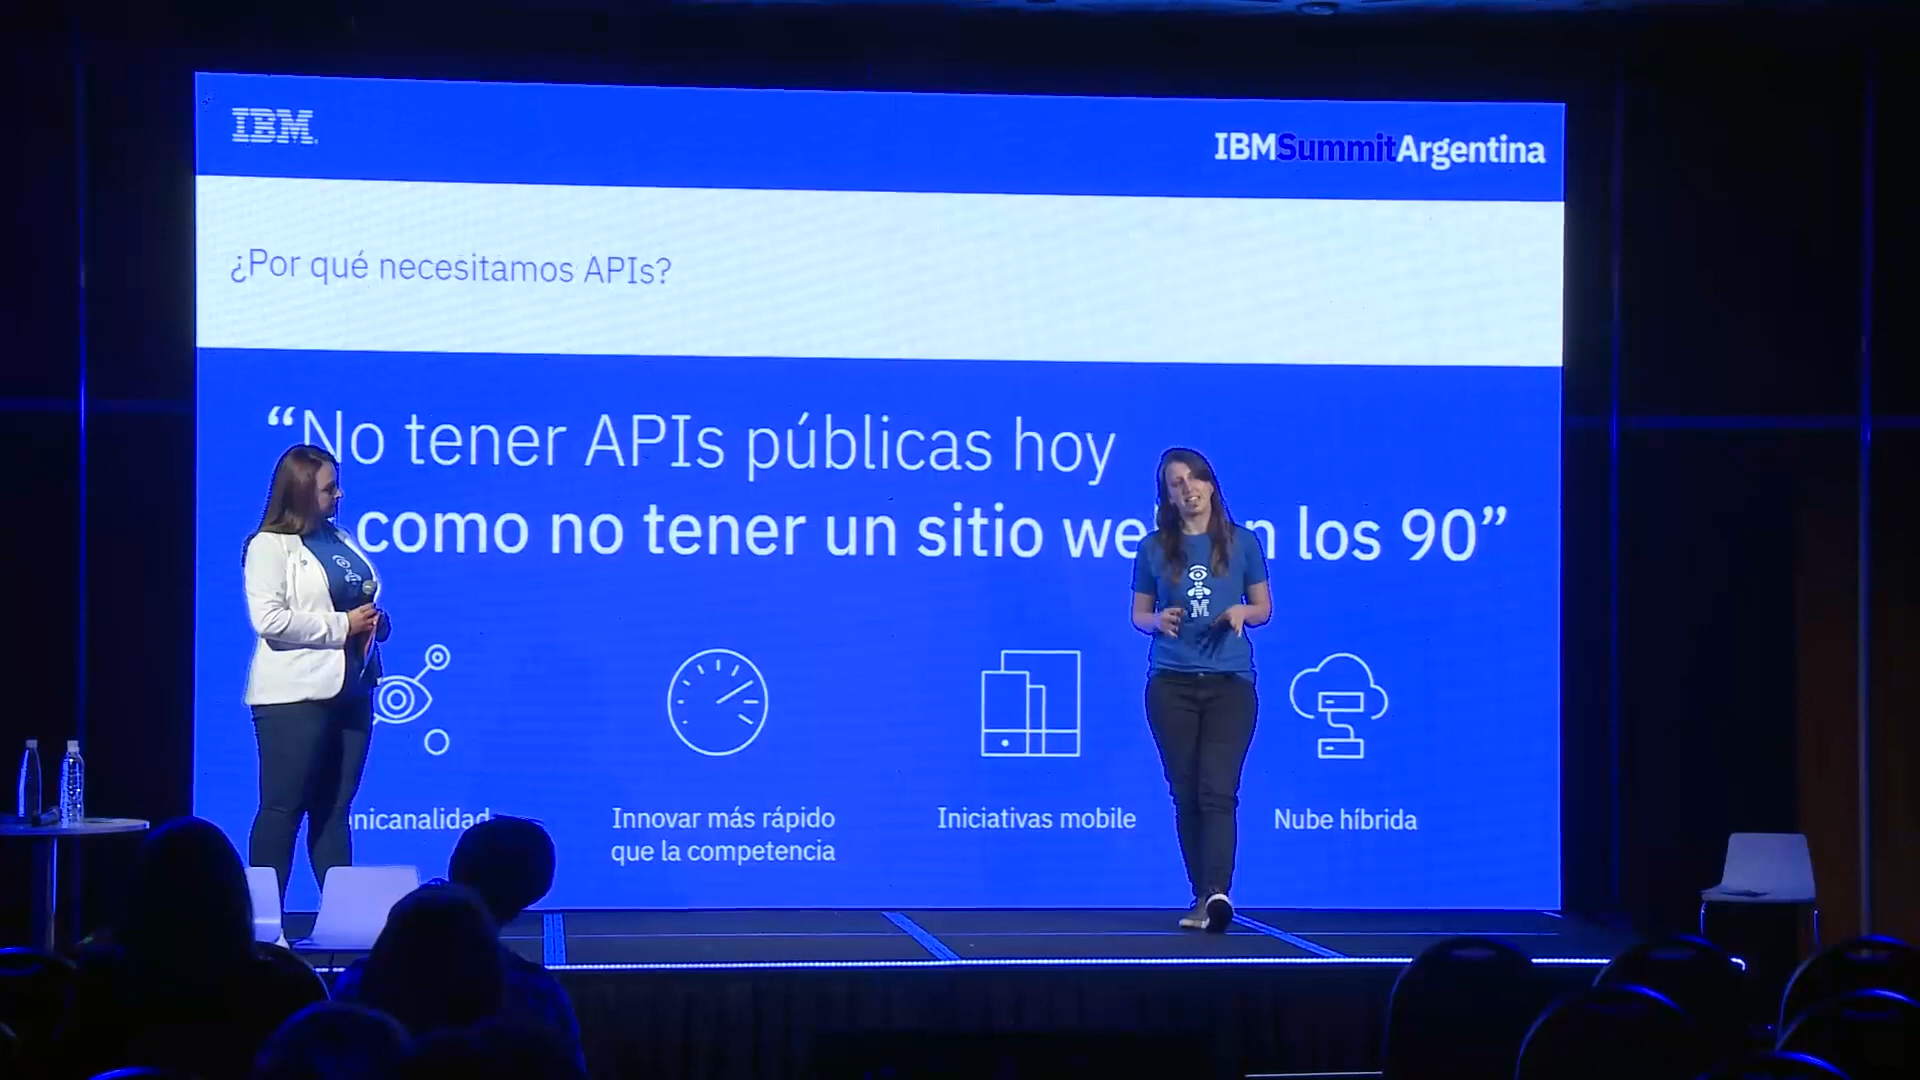 IBM
IBMSummitArgentina
¿Por qué necesitamos APIs?
“No tener APIs públicas hoy
como no tener un sitio we n los 90”
nicanalidad
Innovar más rápido
que la competencia
Iniciativas mobile
Nube híbrida
M